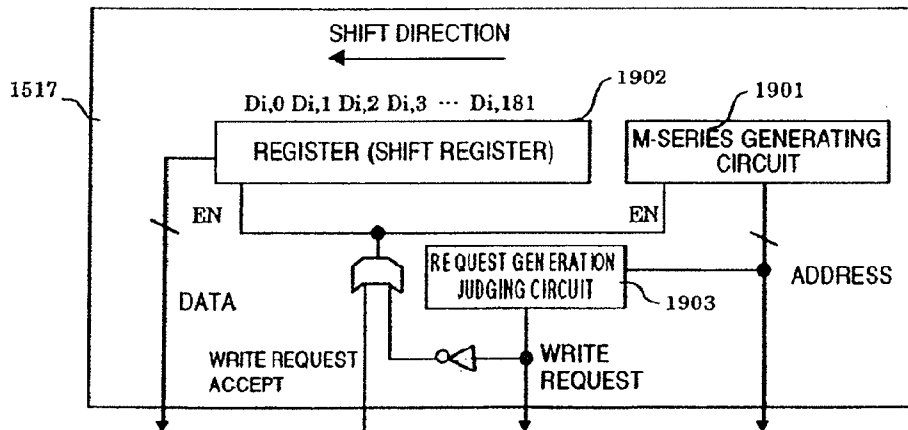 SHIFT DIRECTION
1517
1902
1901
Di,0 Di,1 Di,2 Di,3 ··· Di,181
REGISTER (SHIFT REGISTER)
M-SERIES GENERATING
CIRCUIT
EN
EN
REQUEST GENERATION
JUDGING CIRCUIT
1903
ADDRESS
DATA
WRITE REQUEST
ACCEPT
WRITE
REQUEST